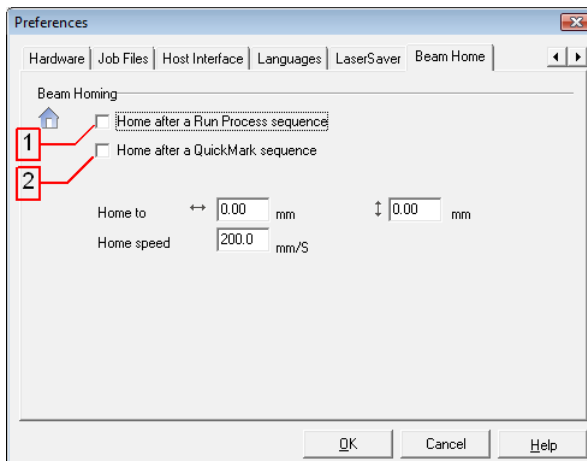 Preferences
Hardware Job Files Host Interface Languages LaserSaver Beam Home
Beam Homing
1 Home after a Run Process sequence
2 Home after a QuickMark sequence
Home to 0.00 mm 0.00 mm
Home speed 200.0 mm/S
OK Cancel Help